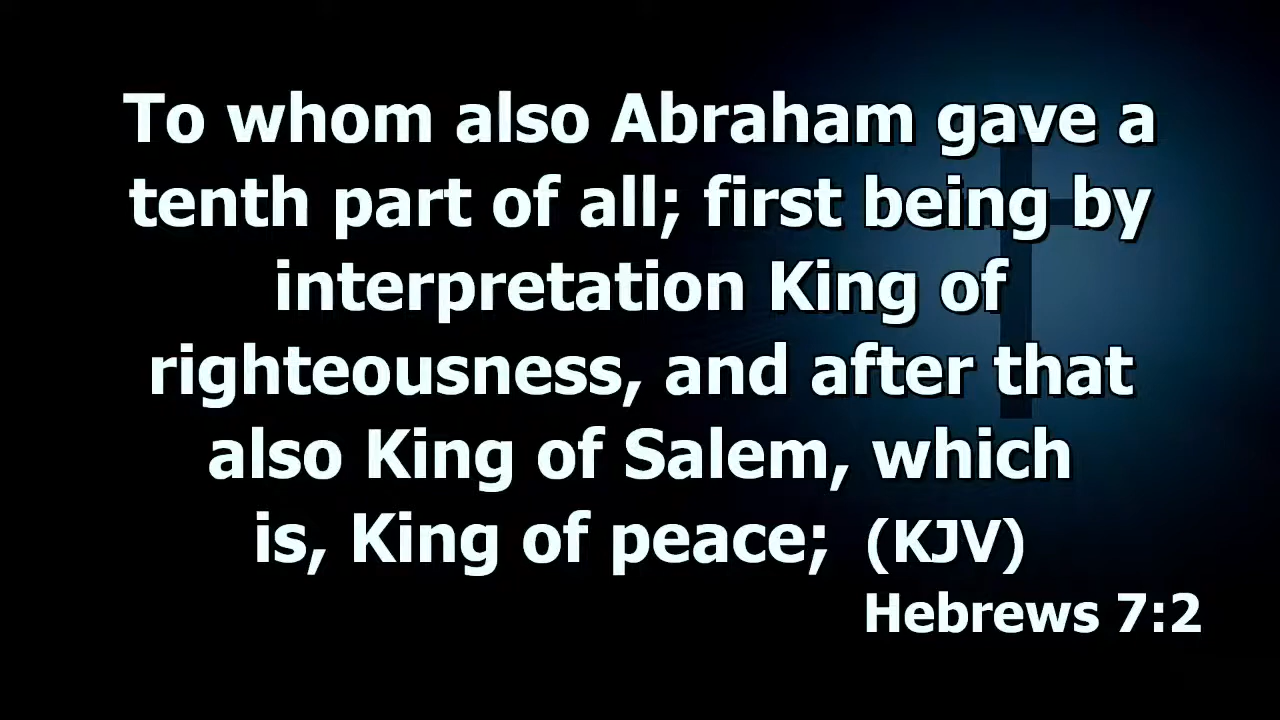 To whom also Abraham gave a
tenth part of all; first being by
interpretation King of
righteousness, and after that
also King of Salem, which
is, King of peace; (KJV)
Hebrews 7:2